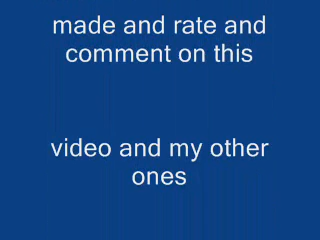 made and rate and
comment on this
video and my other
ones